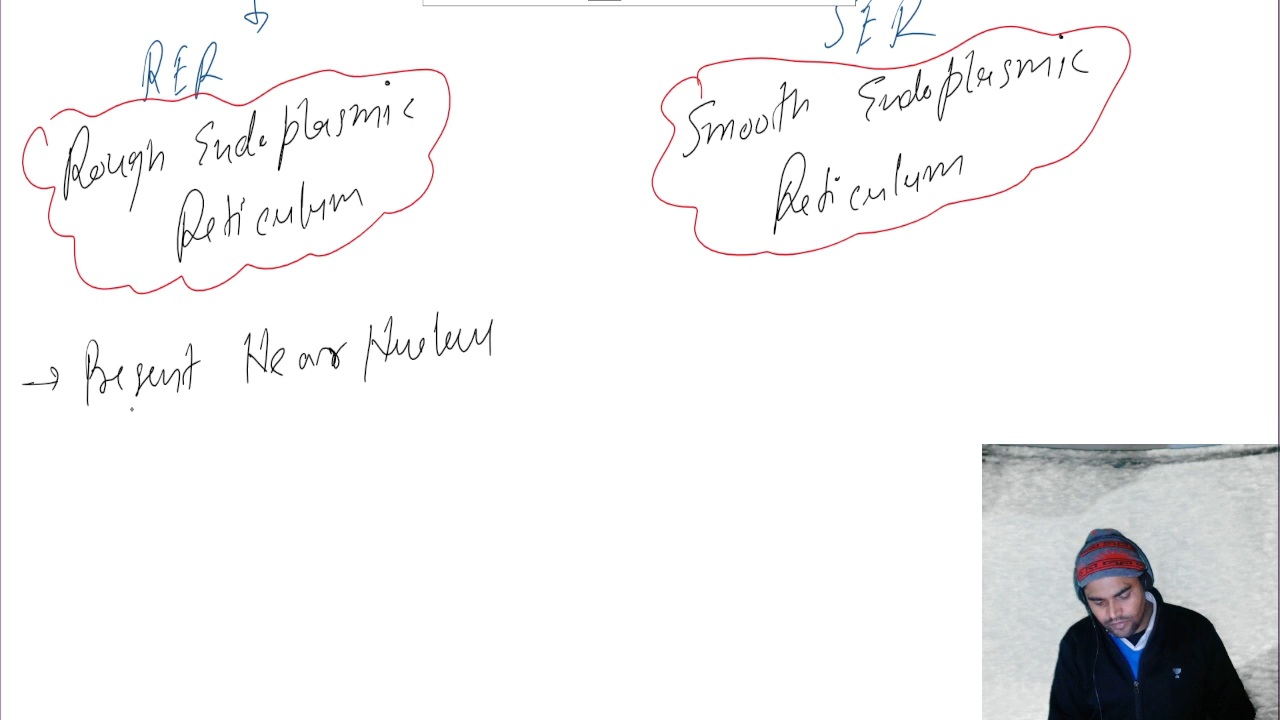 RER
Rough Endoplasmic
Reticulum
SER
Smooth Endoplasmic
Reticulum
→ Present Near Nucleus